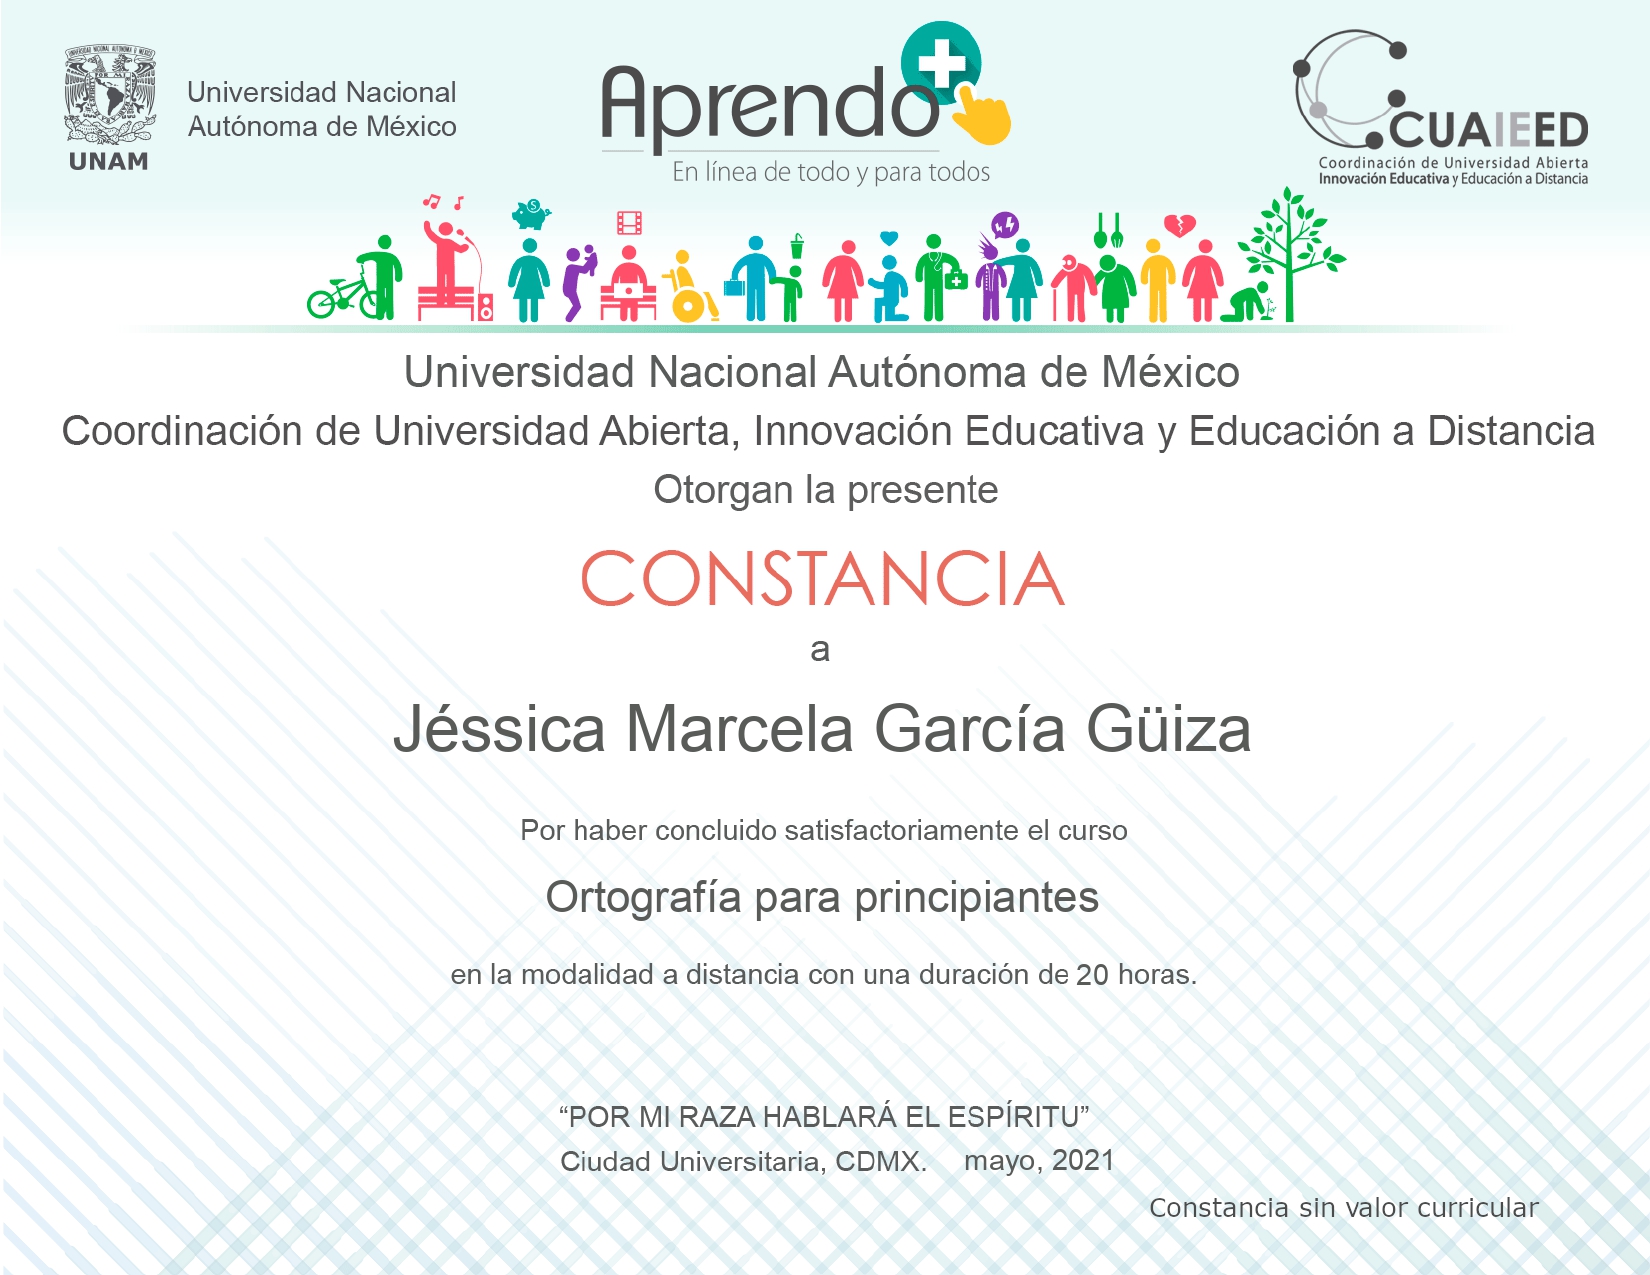 UNAM
Universidad Nacional
Autónoma de México
Aprendo+
En línea de todo y para todos
CUAIEED
Coordinación de Universidad Abierta
Innovación Educativa y Educación a Distancia
Universidad Nacional Autónoma de México
Coordinación de Universidad Abierta, Innovación Educativa y Educación a Distancia
Otorgan la presente
CONSTANCIA
a
Jéssica Marcela García Güiza
Por haber concluido satisfactoriamente el curso
Ortografía para principiantes
en la modalidad a distancia con una duración de 20 horas.
“POR MI RAZA HABLARÁ EL ESPÍRITU”
Ciudad Universitaria, CDMX. mayo, 2021
Constancia sin valor curricular